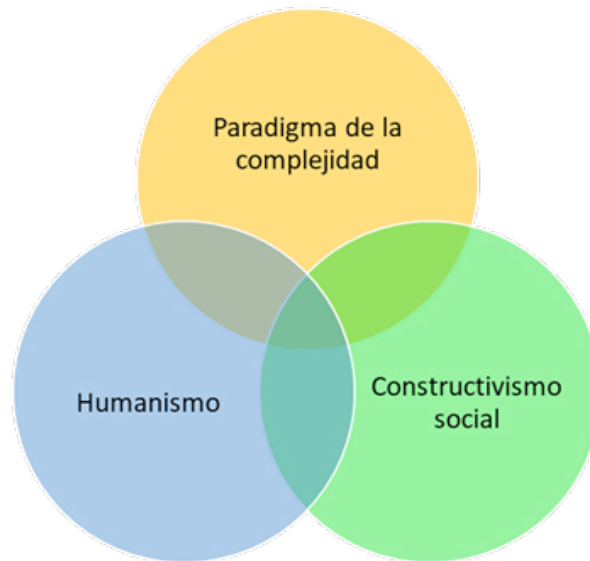 Paradigma de la
complejidad
Humanismo
Constructivismo
social